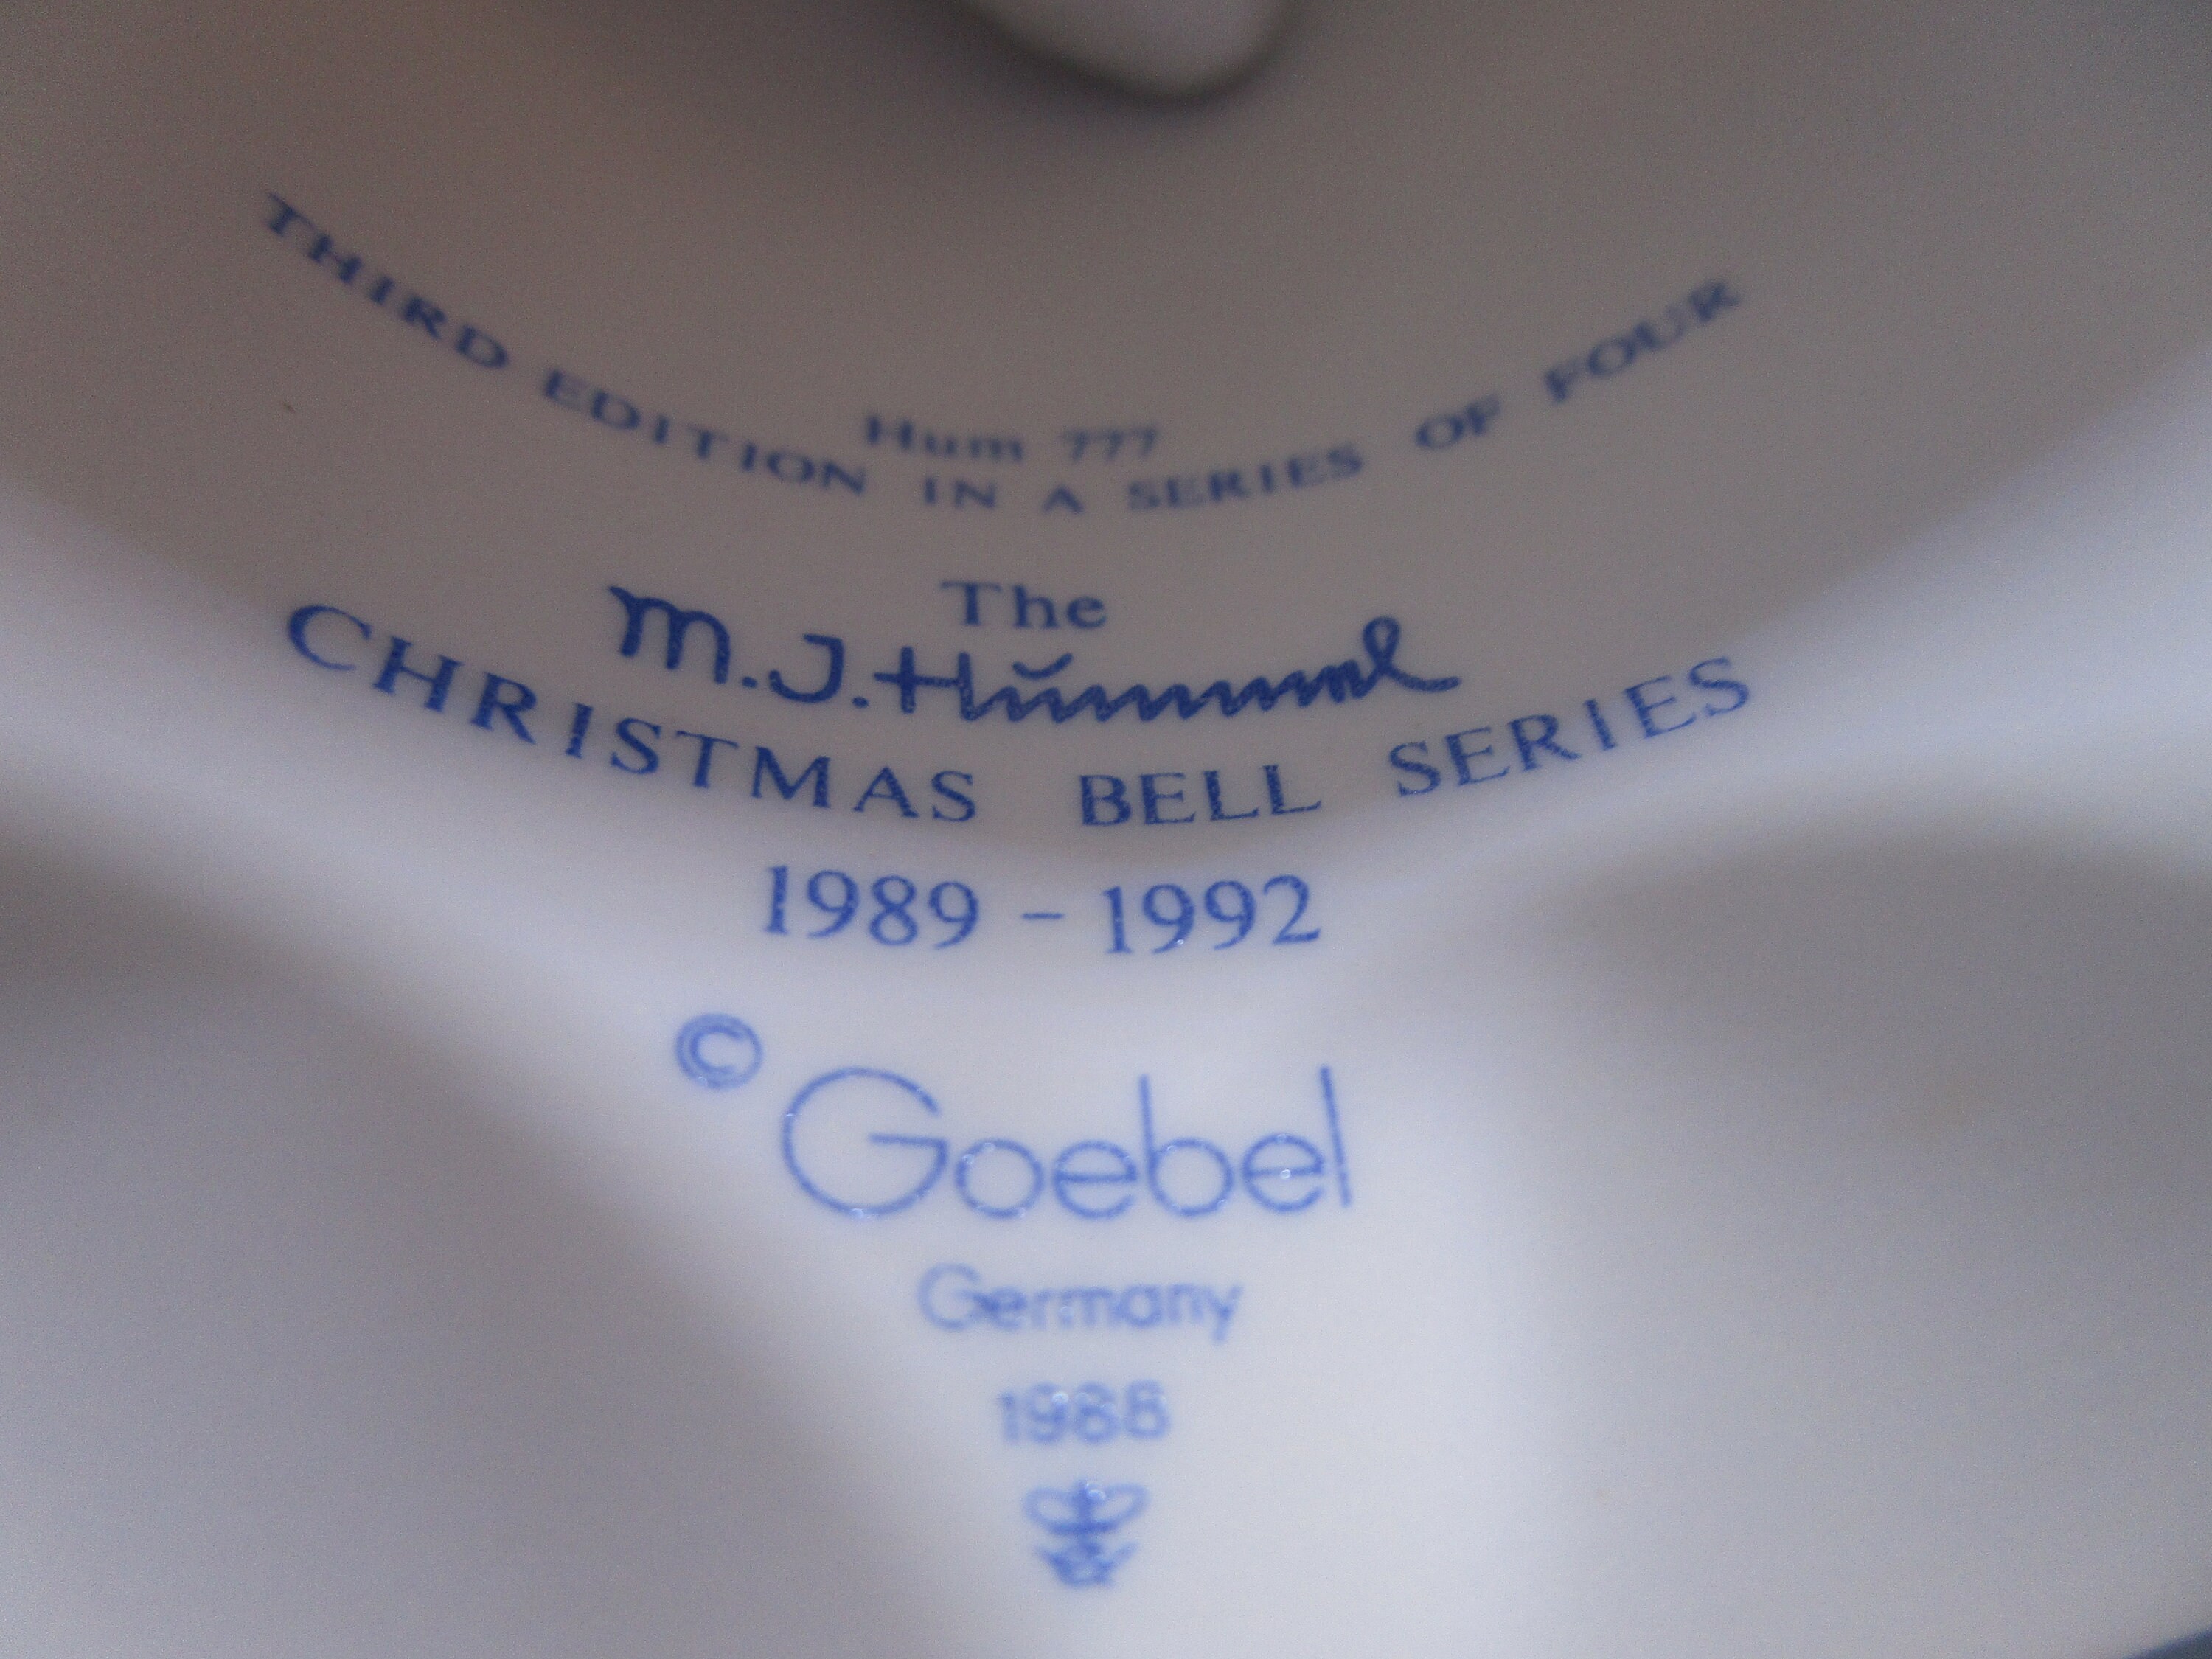 Hum 777
THIRD EDITION IN A SERIES OF FOUR
The
M.J.Hummel
CHRISTMAS BELL SERIES
1989 - 1992
© Goebel
Germany
1988